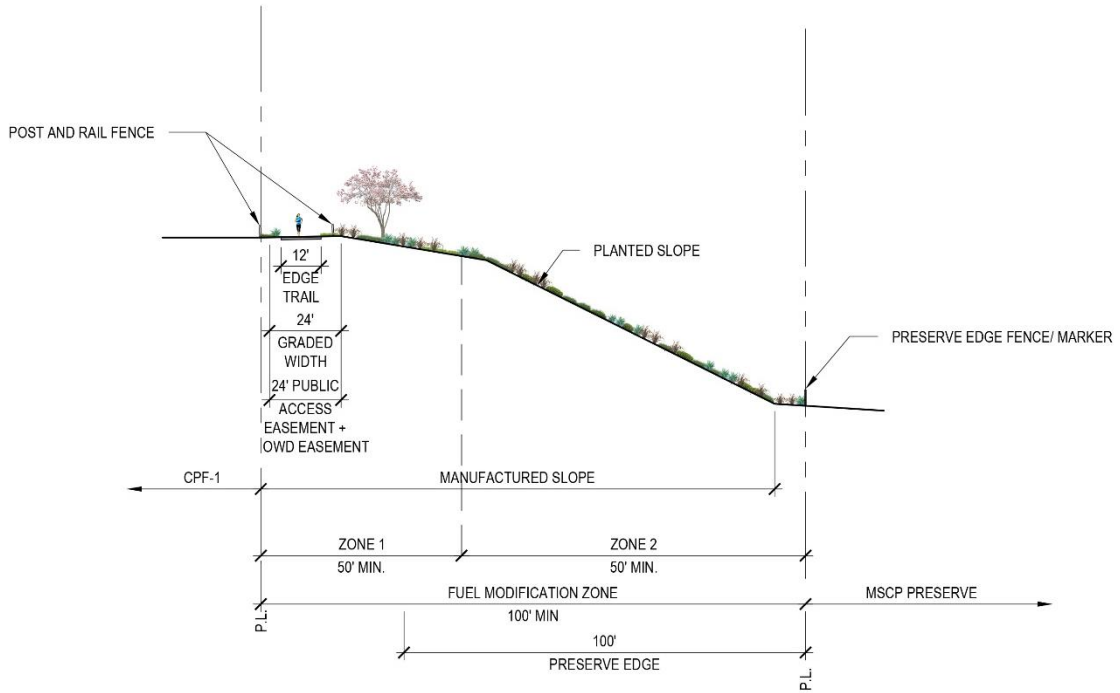 POST AND RAIL FENCE
12'
EDGE
TRAIL
24'
GRADED
WIDTH
24' PUBLIC
ACCESS
EASEMENT +
OWD EASEMENT
PLANTED SLOPE
PRESERVE EDGE FENCE/ MARKER
CPF-1
MANUFACTURED SLOPE
ZONE 1
50' MIN.
ZONE 2
50' MIN.
FUEL MODIFICATION ZONE
100' MIN
MSCP PRESERVE
P.L.
100'
PRESERVE EDGE
P.L.